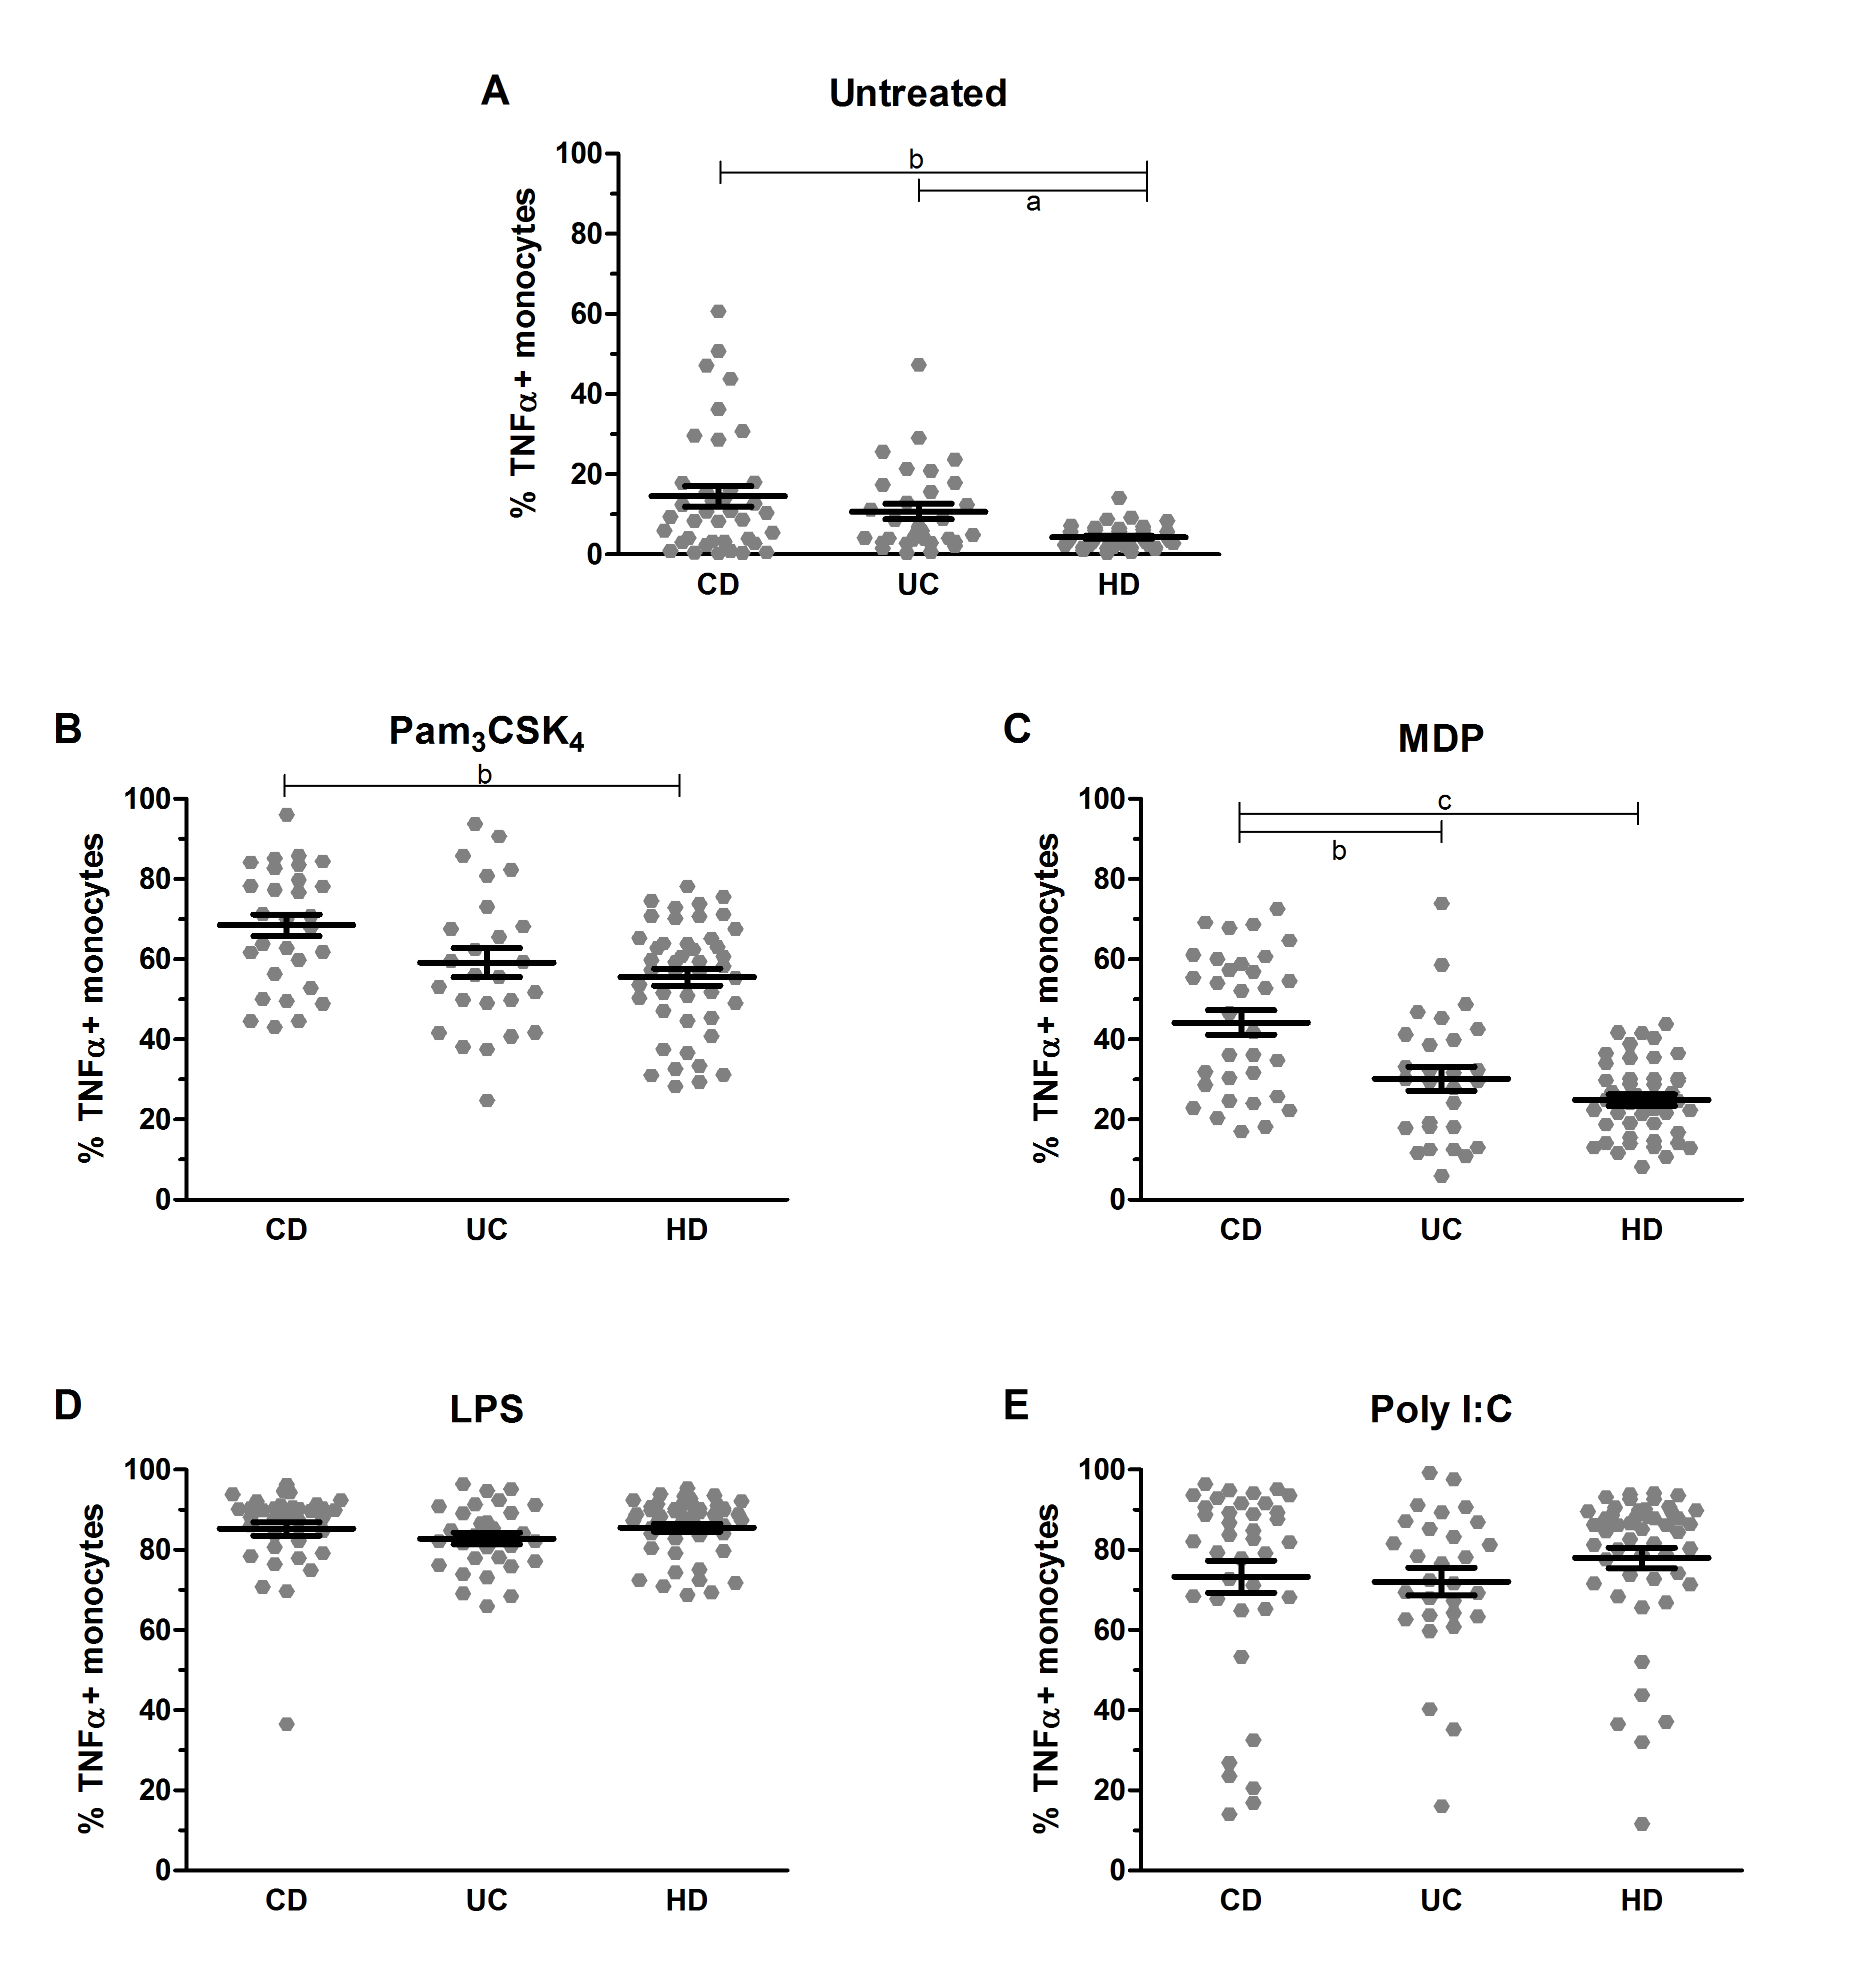 A
Untreated
% TNFα+ monocytes
100
80
60
40
20
0
b
a
CD UC HD
B
Pam₃CSK₄
% TNFα+ monocytes
100
80
60
40
20
0
b
CD UC HD
C
MDP
% TNFα+ monocytes
100
80
60
40
20
0
c
b
CD UC HD
D
LPS
% TNFα+ monocytes
100
80
60
40
20
0
CD UC HD
E
Poly I:C
% TNFα+ monocytes
100
80
60
40
20
0
CD UC HD